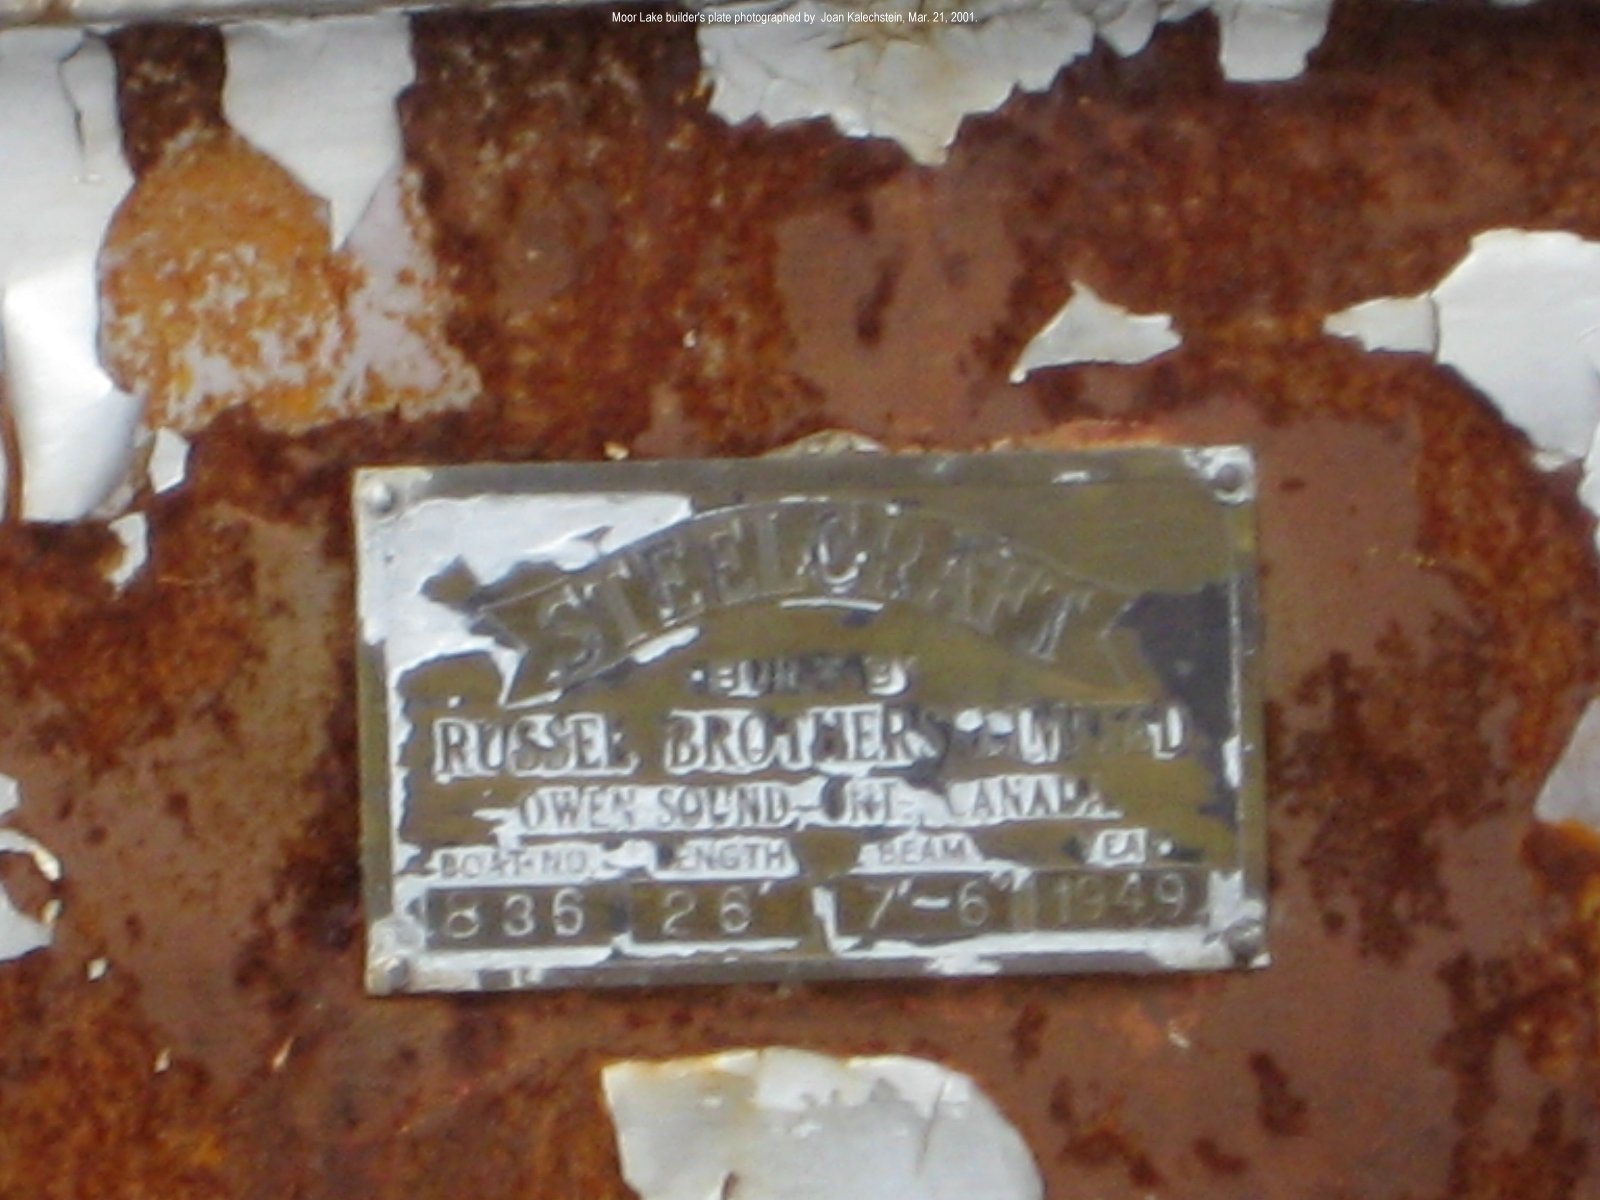 Moor Lake builder's plate photographed by Joan Kalechstein, Mar. 21, 2001.
STEELCRAFT
BUILT BY
RUSSEL BROTHERS LIMITED
OWEN SOUND, ONT., CANADA
BOAT NO. LENGTH BEAM
836 26' 7'-6" 1949